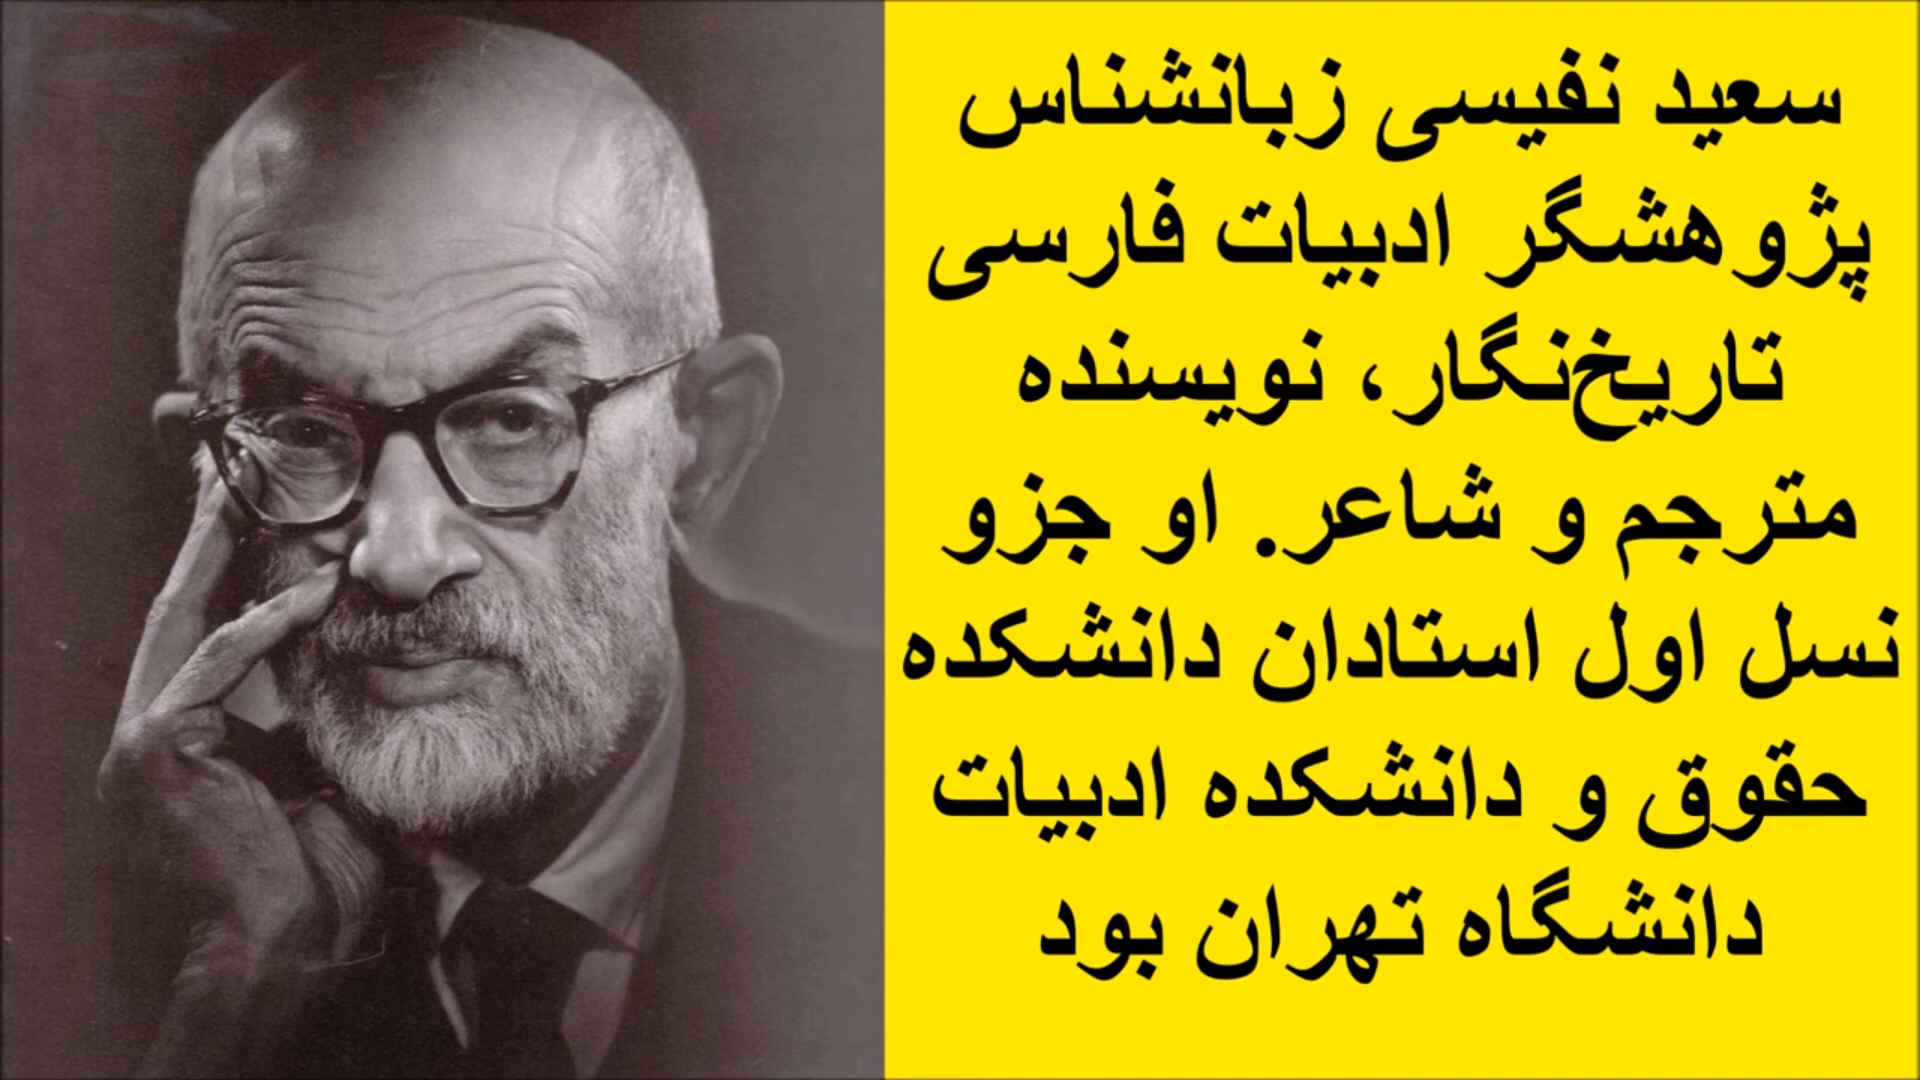 سعید نفیسی زبانشناس
پژوهشگر ادبیات فارسی
تاریخ‌نگار، نویسنده
مترجم و شاعر. او جزو
نسل اول استادان دانشکده
حقوق و دانشکده ادبیات
دانشگاه تهران بود